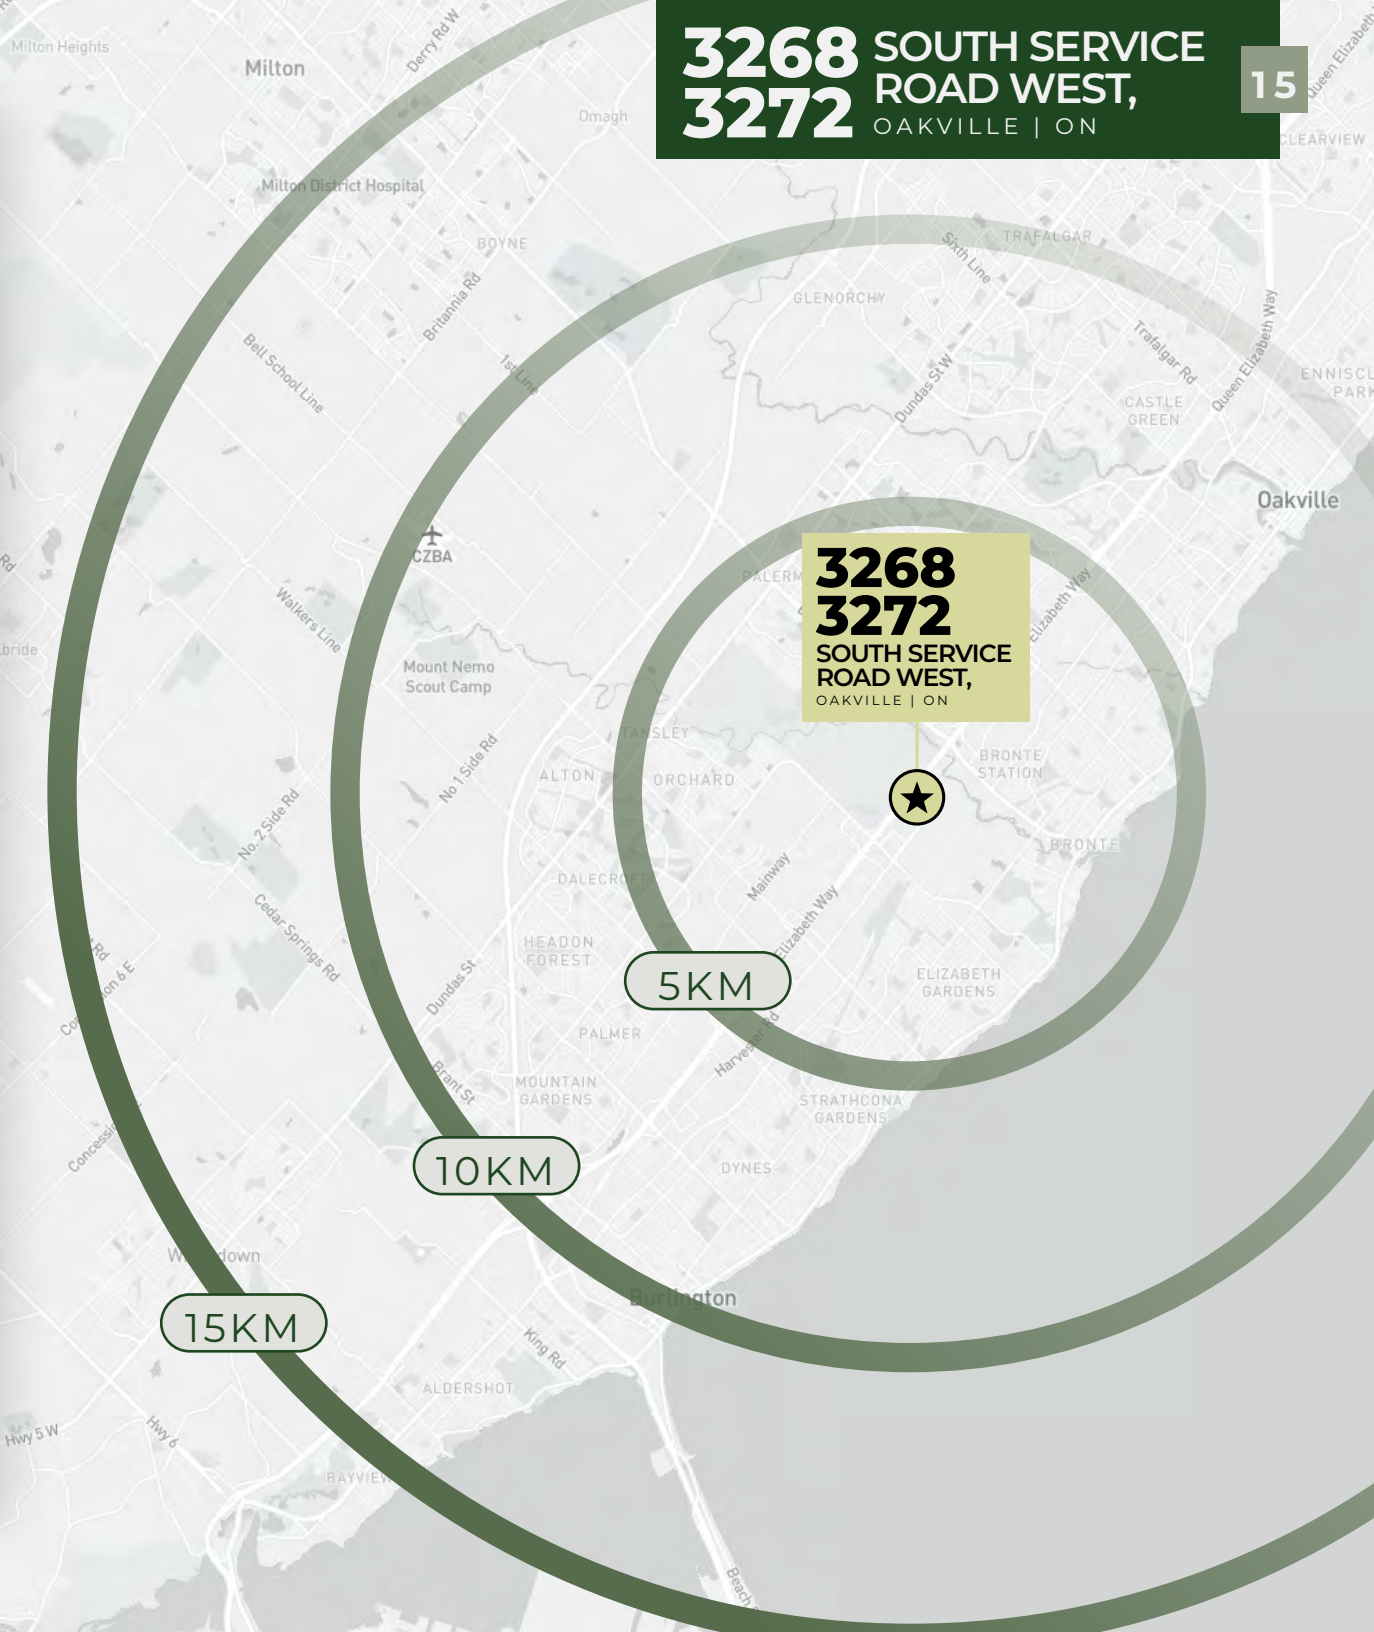 3268
3272
SOUTH SERVICE
ROAD WEST,
OAKVILLE | ON
15
Milton Heights
Milton
Derry Rd W
Omagh
Queen Elizabeth
CLEARVIEW
Milton District Hospital
BOYNE
Sixth Line
TRAFALGAR
Britannia Rd
GLENORCHY
Bell School Line
1st Line
Dundas St W
Trafalgar Rd
Queen Elizabeth Way
CASTLE
GREEN
Oakville
CZBA
3268
3272
SOUTH SERVICE
ROAD WEST,
OAKVILLE | ON
Elizabeth Way
Rd
Walkers Line
Mount Nemo
Scout Camp
TANSLEY
No 1 Side Rd
ALTON
ORCHARD
BRONTE
STATION
No. 2 Side Rd
BRONTE
Mainway
Elizabeth Way
Cedar Springs Rd
HEADON
FOREST
5KM
ELIZABETH
GARDENS
Rd
Dundas St
PALMER
Harvester Rd
Brant St
MOUNTAIN
GARDENS
STRATHCONA
GARDENS
10KM
DYNES
Burlington
15KM
King Rd
ALDERSHOT
Hwy 5 W
Hwy 6
BAYVIEW
Beach